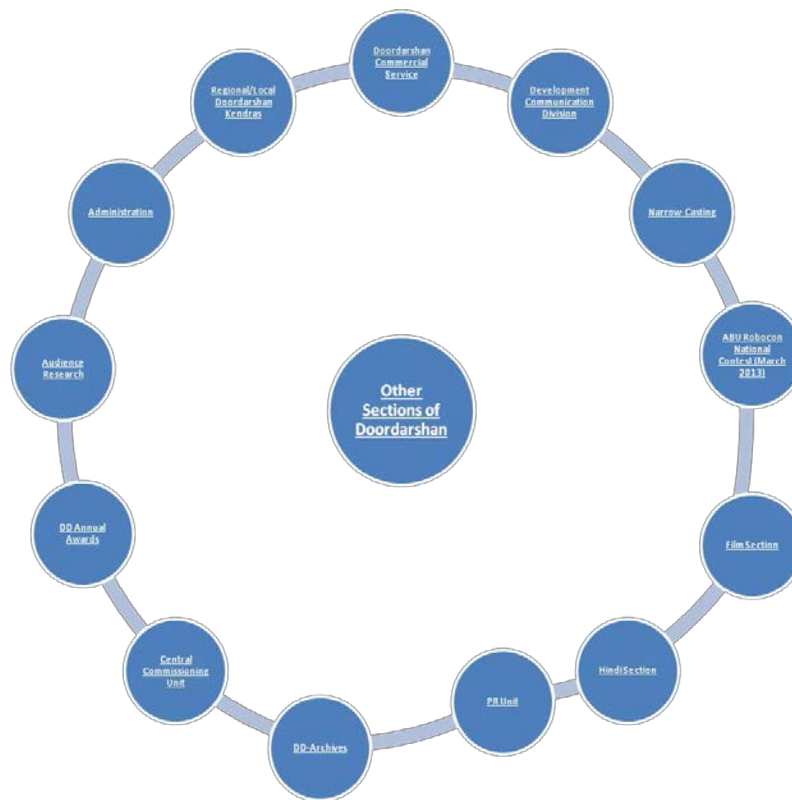 Doordarshan
Commercial
Service
Development
Communication
Division
Narrow-Casting
ABU Robocon
National
Contest (March
2013)
Film Section
Hindi Section
PR Unit
DD-Archives
Central
Commissioning
Unit
DD Annual
Awards
Audience
Research
Administration
Regional/Local
Doordarshan
Kendras
Other
Sections of
Doordarshan